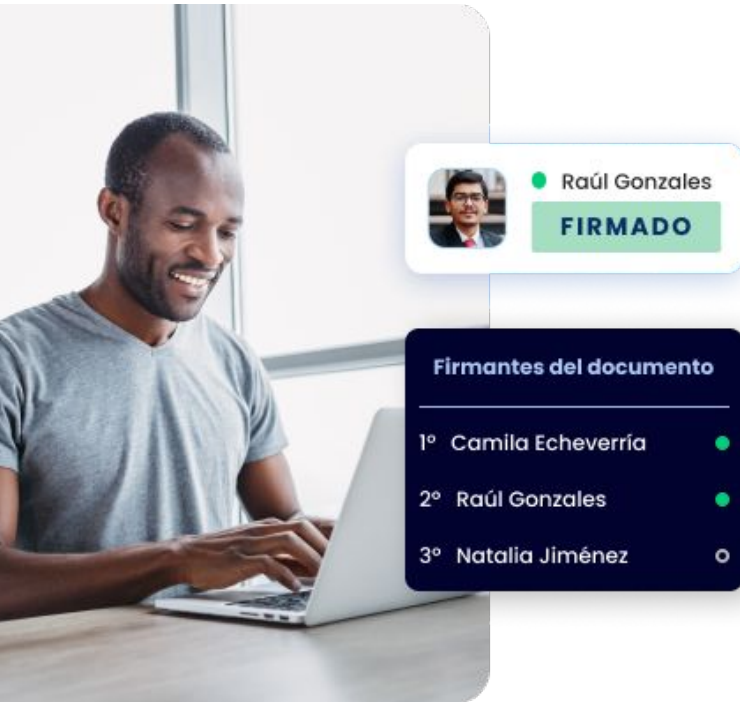 Raúl Gonzales
FIRMADO
Firmantes del documento
1º Camila Echeverría
2º Raúl Gonzales
3º Natalia Jiménez